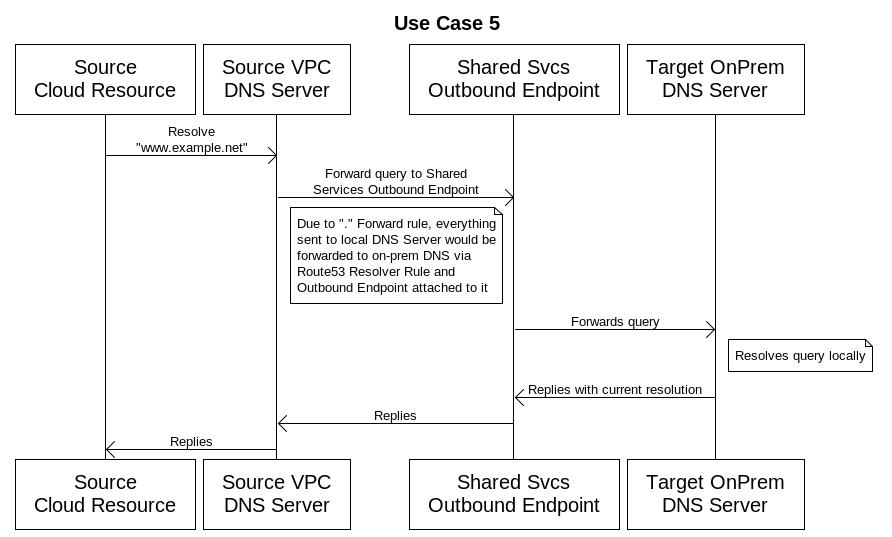 Use Case 5
Source
Cloud Resource
Source VPC
DNS Server
Shared Svcs
Outbound Endpoint
Target OnPrem
DNS Server
Resolve
"www.example.net"
Forward query to Shared
Services Outbound Endpoint
Due to "." Forward rule, everything
sent to local DNS Server would be
forwarded to on-prem DNS via
Route53 Resolver Rule and
Outbound Endpoint attached to it
Forwards query
Resolves query locally
Replies with current resolution
Replies
Replies
Source
Cloud Resource
Source VPC
DNS Server
Shared Svcs
Outbound Endpoint
Target OnPrem
DNS Server